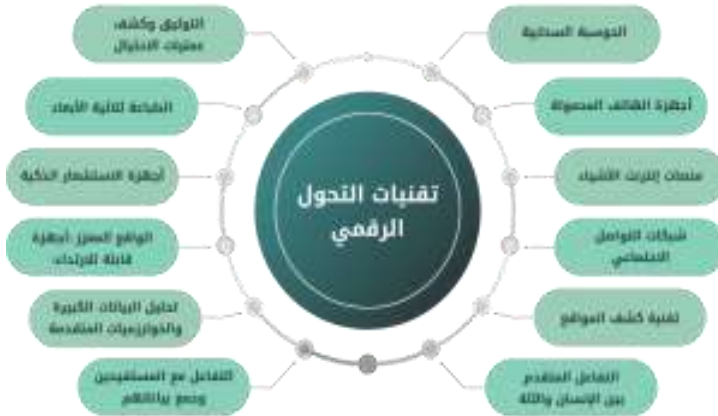 تقنيات التحول
الرقمي
الحوسبة السحابية
أجهزة الهاتف المحمولة
منصات إنترنت الأشياء
شبكات التواصل
الاجتماعي
تقنية كشف المواقع
التفاعل المتقدم
بين الإنسان والآلة
التوثيق وكشف
عمليات الاحتيال
الطباعة ثلاثية الأبعاد
أجهزة الاستشعار الذكية
الواقع المعزز :أجهزة
قابلة للارتداء
تحليل البيانات الكبيرة
والخوارزميات المتقدمة
التفاعل مع المستفيدين
وجمع بياناتهم